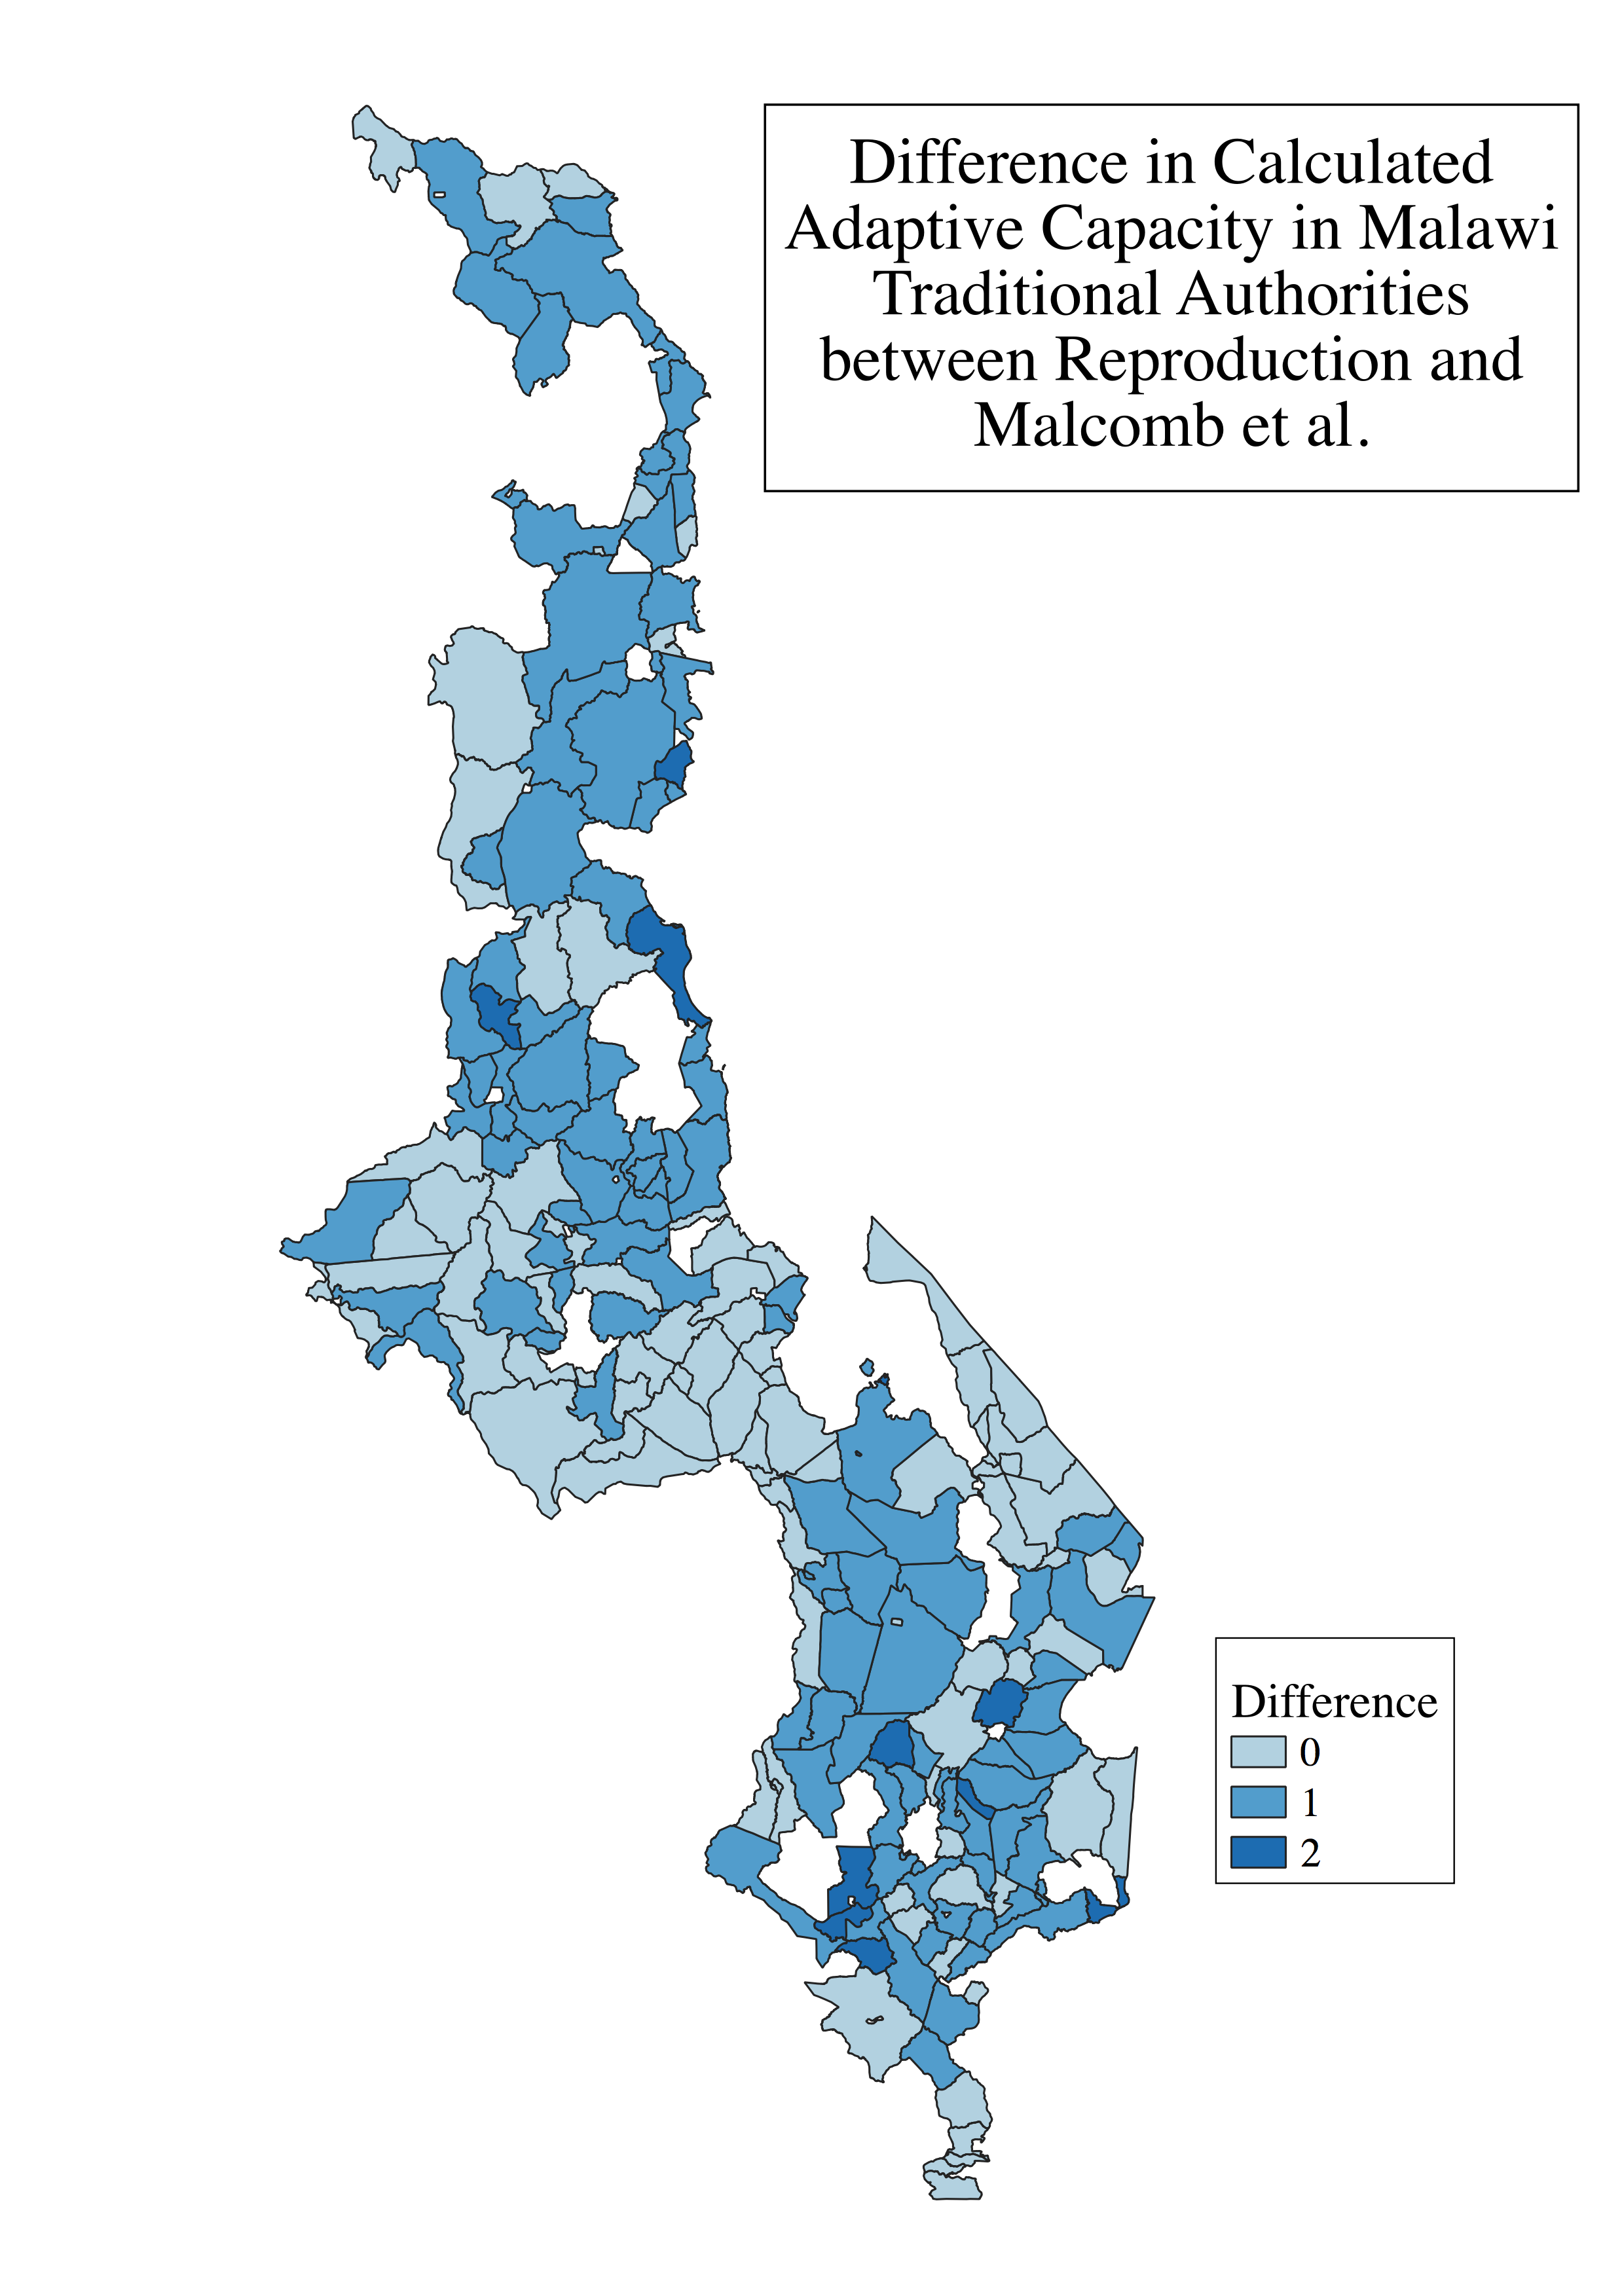 Difference in Calculated
Adaptive Capacity in Malawi
Traditional Authorities
between Reproduction and
Malcomb et al.
Difference
0
1
2